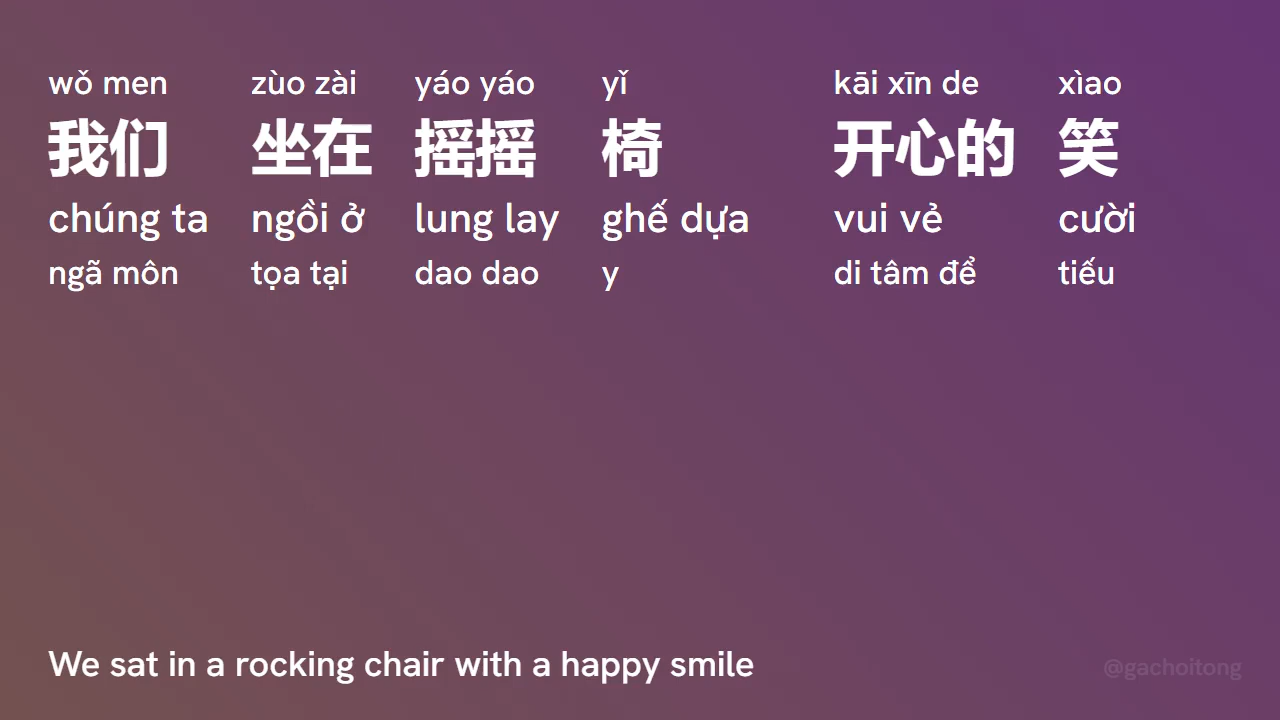 wǒ men zùo zài yáo yáo yǐ kāi xīn de xìao
我们 坐在 摇摇 椅 开心的 笑
chúng ta ngồi ở lung lay ghế dựa vui vẻ cười
ngã môn tọa tại dao dao y di tâm để tiếu
We sat in a rocking chair with a happy smile
@gachoitong